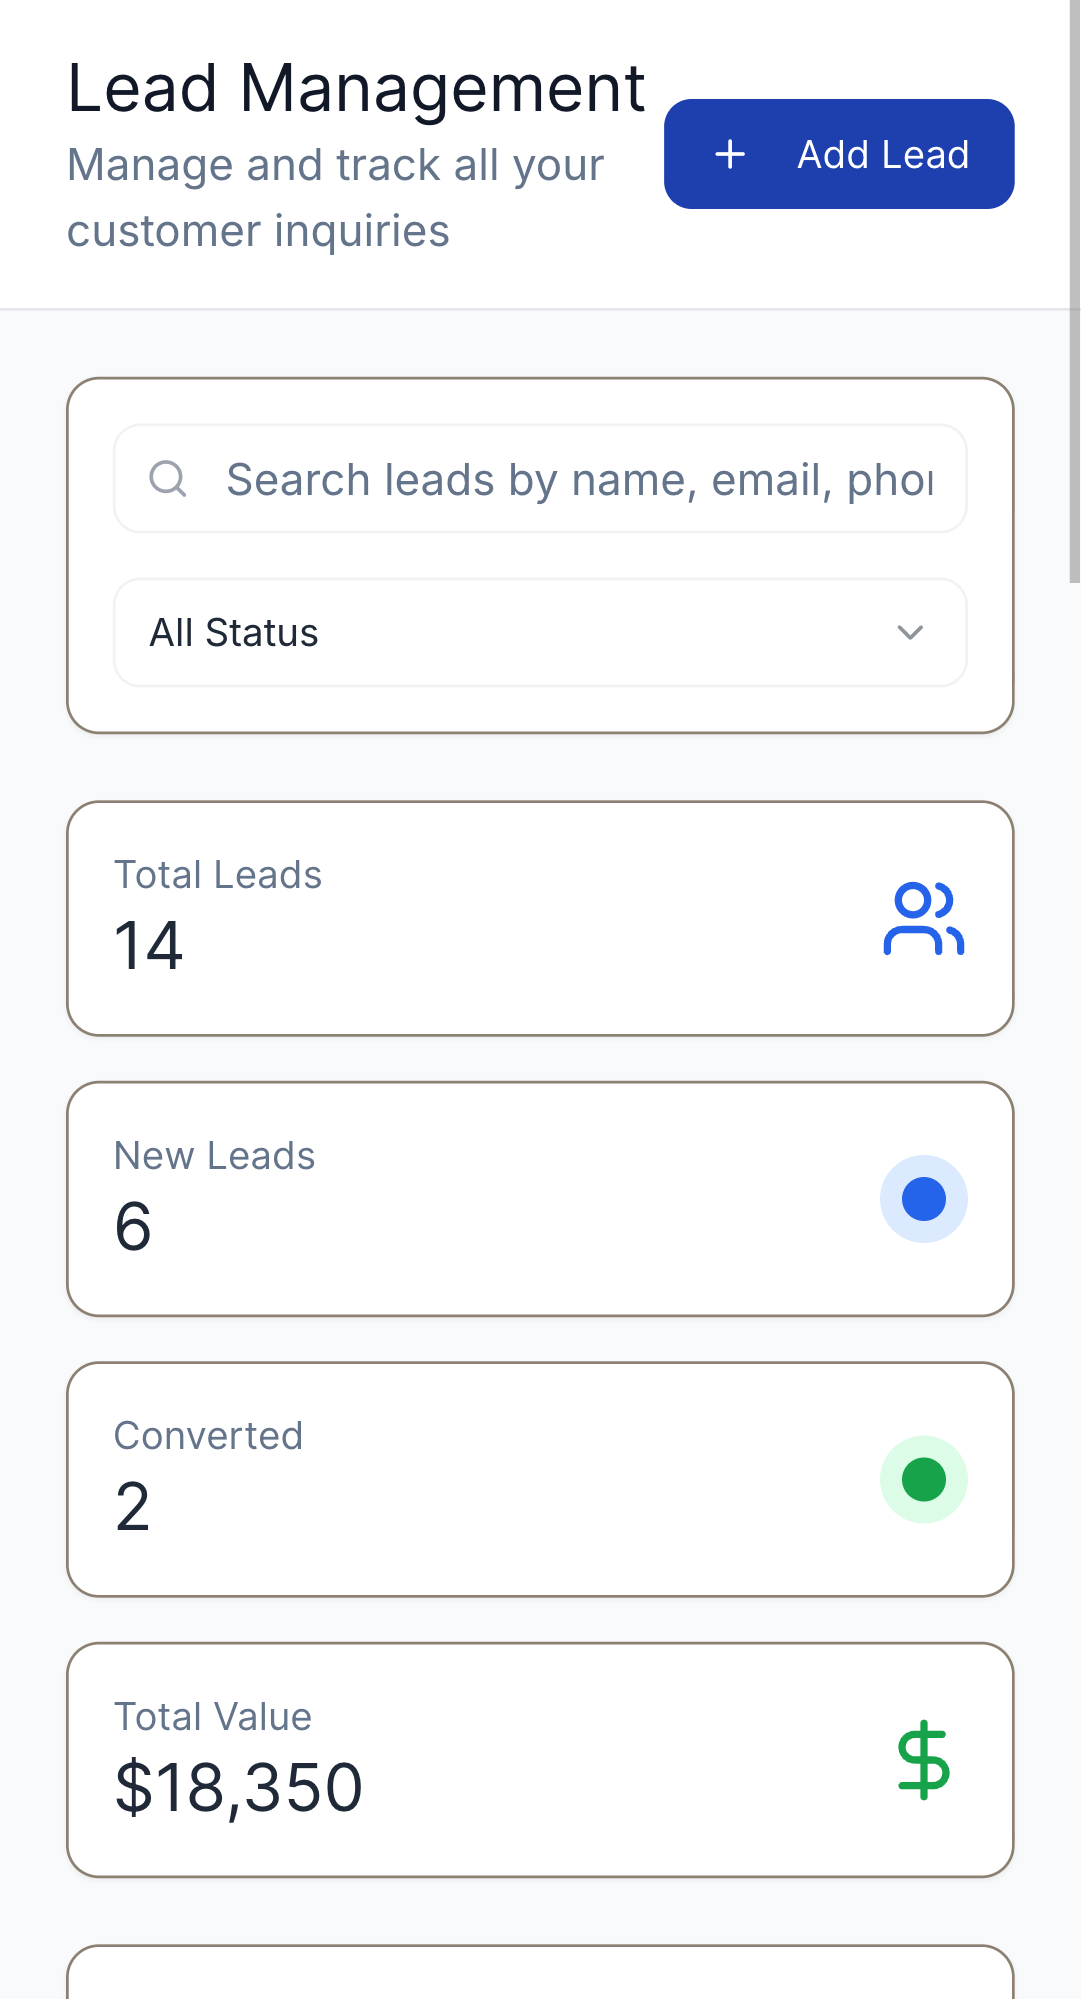 Lead Management
Manage and track all your
customer inquiries
Add Lead
Search leads by name, email,
All Status
Total Leads
14
New Leads
6
Converted
2
Total Value
$18,350